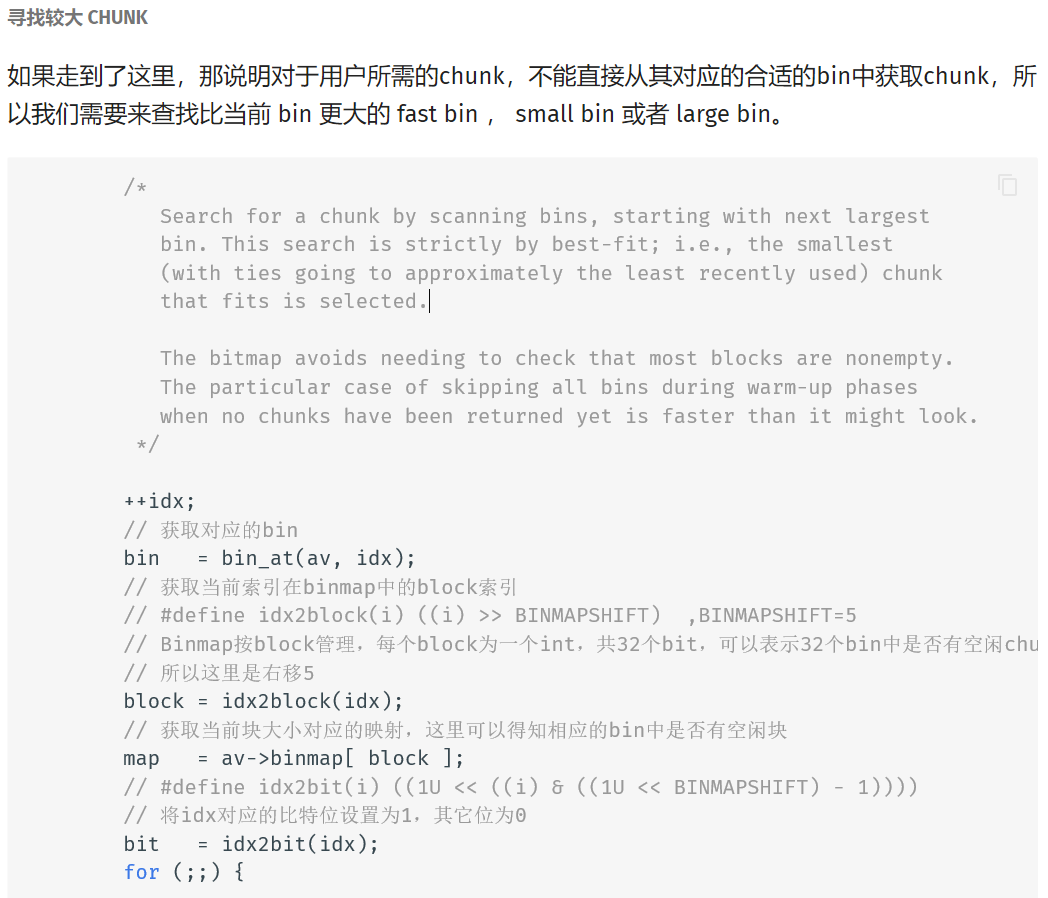 寻找较大 CHUNK
如果走到了这里，那说明对于用户所需的chunk，不能直接从其对应的合适的bin中获取chunk，所
以我们需要来查找比当前 bin 更大的 fast bin ， small bin 或者 large bin。
/*
Search for a chunk by scanning bins, starting with next largest
bin. This search is strictly by best-fit; i.e., the smallest
(with ties going to approximately the least recently used) chunk
that fits is selected.
The bitmap avoids needing to check that most blocks are nonempty.
The particular case of skipping all bins during warm-up phases
when no chunks have been returned yet is faster than it might look.
*/
++idx;
// 获取对应的bin
bin   = bin_at(av, idx);
// 获取当前索引在binmap中的block索引
// #define idx2block(i) ((i) >> BINMAPSHIFT)  ,BINMAPSHIFT=5
// Binmap按block管理，每个block为一个int，共32个bit，可以表示32个bin中是否有空闲chu
// 所以这里是右移5
block = idx2block(idx);
// 获取当前块大小对应的映射，这里可以得知相应的bin中是否有空闲块
map   = av->binmap[ block ];
// #define idx2bit(i) ((1U << ((i) & ((1U << BINMAPSHIFT) - 1))))
// 将idx对应的比特位设置为1，其它位为0
bit   = idx2bit(idx);
for (;;) {